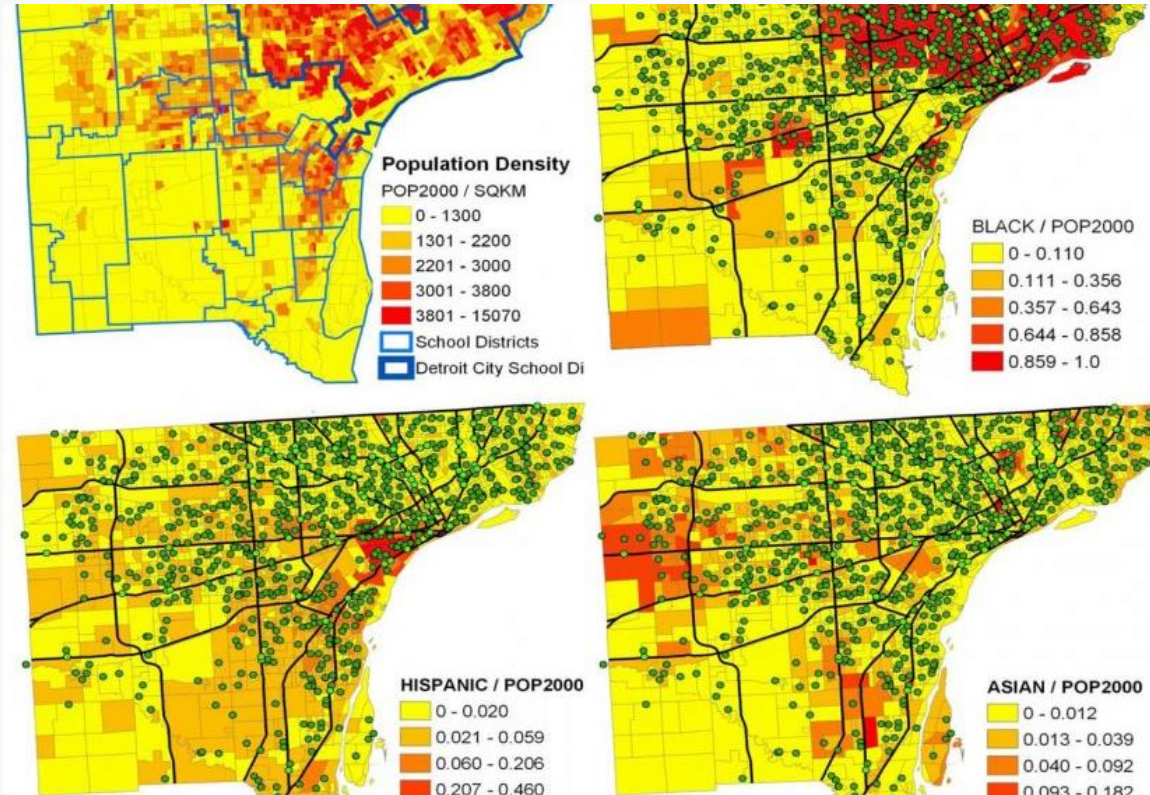 Population Density
POP2000 / SQKM
0 - 1300
1301 - 2200
2201 - 3000
3001 - 3800
3801 - 15070
School Districts
Detroit City School Di
BLACK / POP2000
0 - 0.110
0.111 - 0.356
0.357 - 0.643
0.644 - 0.858
0.859 - 1.0
HISPANIC / POP2000
0 - 0.020
0.021 - 0.059
0.060 - 0.206
0.207 - 0.460
ASIAN / POP2000
0 - 0.012
0.013 - 0.039
0.040 - 0.092
0.093 - 0.182